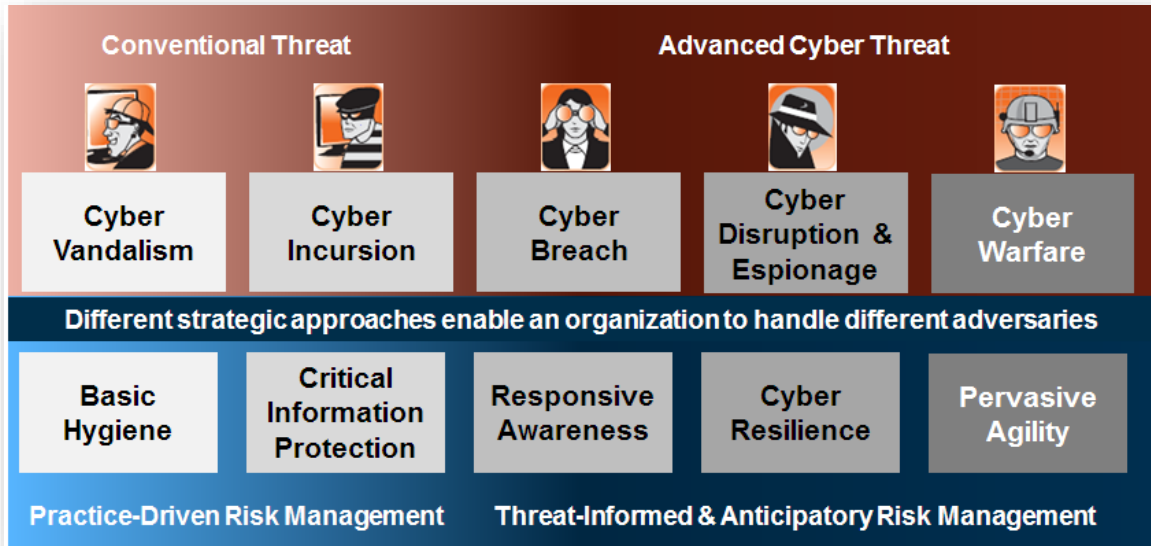 Conventional Threat
Advanced Cyber Threat
Cyber
Vandalism
Cyber
Incursion
Cyber
Breach
Cyber
Disruption &
Espionage
Cyber
Warfare
Different strategic approaches enable an organization to handle different adversaries
Basic
Hygiene
Critical
Information
Protection
Responsive
Awareness
Cyber
Resilience
Pervasive
Agility
Practice-Driven Risk Management
Threat-Informed & Anticipatory Risk Management